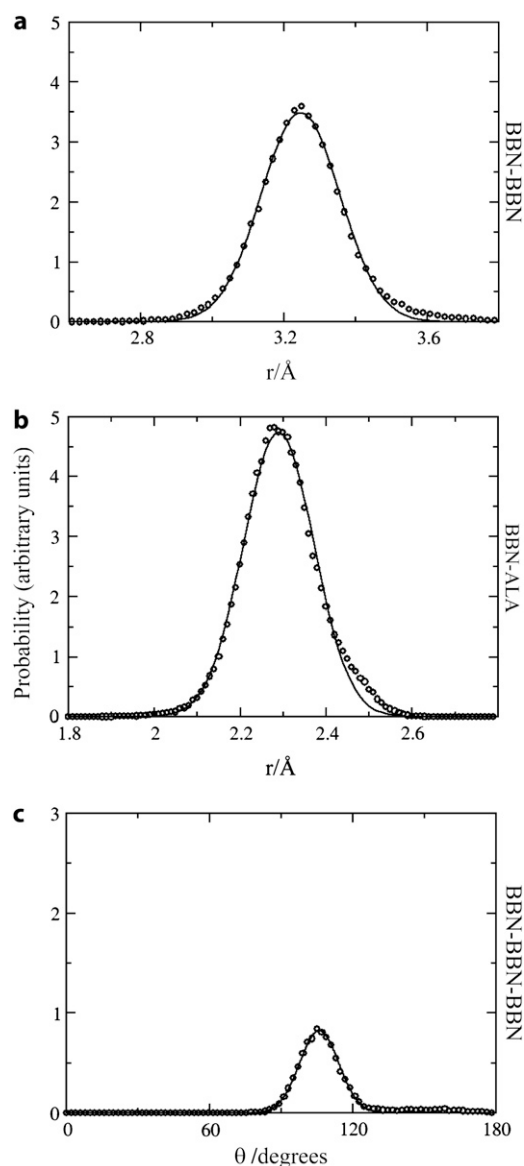 a
5
4
3
2
1
0
2.8
3.2
3.6
r/Å
BBN-BBN
b
5
4
3
2
1
0
1.8
2
2.2
2.4
2.6
r/Å
Probability (arbitrary units)
BBN-ALA
c
3
2
1
0
0
60
120
180
θ /degrees
BBN-BBN-BBN